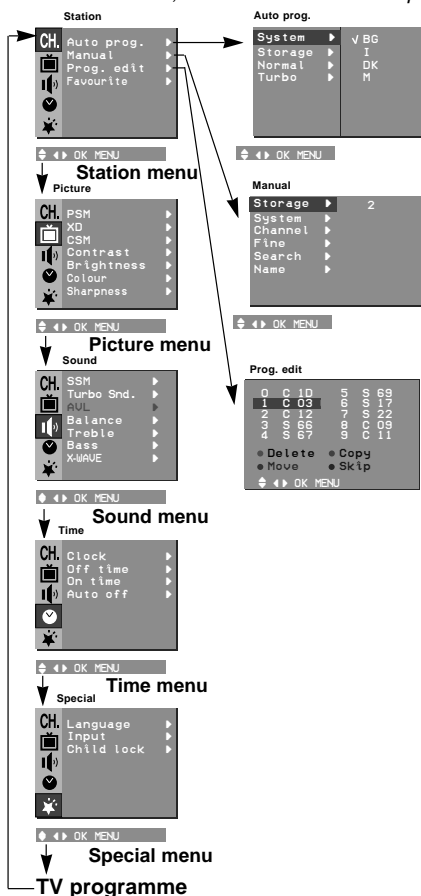 Station
CH.
Auto prog.
Manual
Prog. edit
Favourite
OK MENU
Station menu
Auto prog.
System √ BG
Storage I
Normal DK
Turbo M
OK MENU
Picture
CH.
PSM
XD
CSM
Contrast
Brightness
Colour
Sharpness
OK MENU
Picture menu
Manual
Storage 2
System
Channel
Fine
Search
Name
OK MENU
Sound
CH.
SSM
Turbo Snd.
AVL
Balance
Treble
Bass
X-WAVE
OK MENU
Sound menu
Prog. edit
0 C 1D 5 S 69
1 C 03 6 S 17
2 C 12 7 S 22
3 S 66 8 C 09
4 S 67 9 C 11
Delete Copy
Move Skip
OK MENU
Time
CH.
Clock
Off time
On time
Auto off
OK MENU
Time menu
Special
CH.
Language
Input
Child lock
OK MENU
Special menu
TV programme